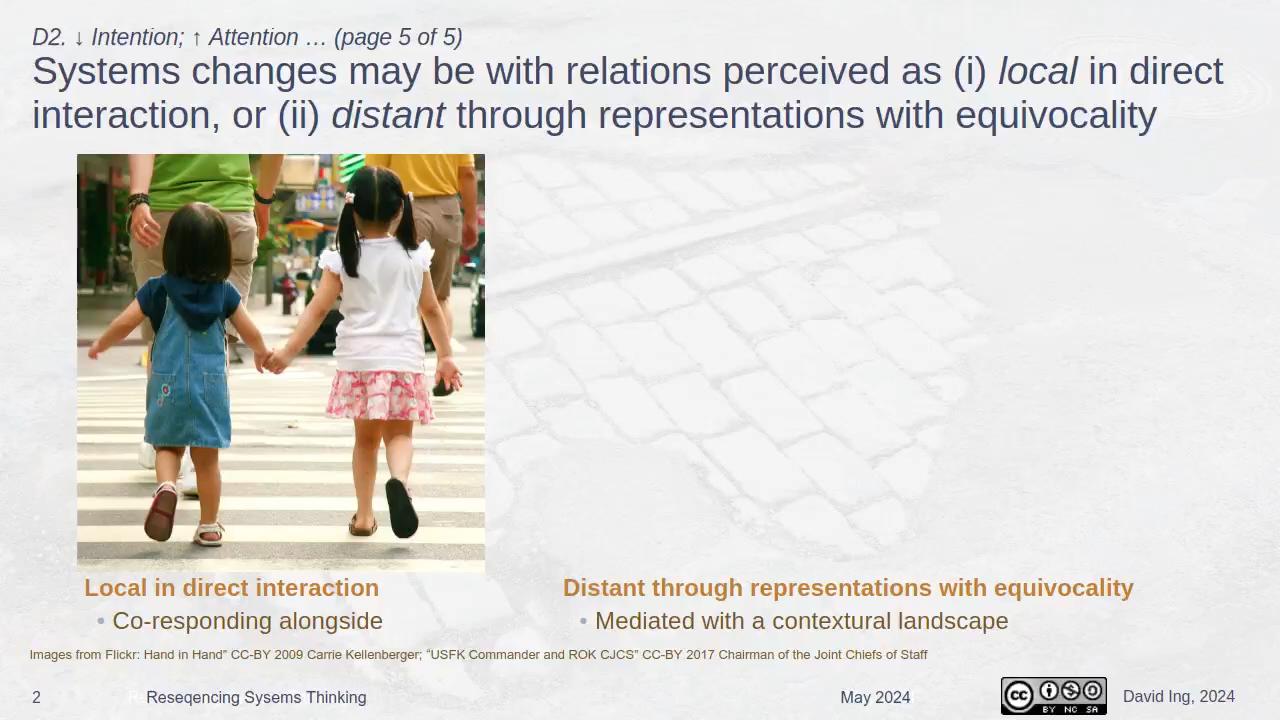 D2. ↓ Intention; ↑ Attention … (page 5 of 5)
Systems changes may be with relations perceived as (i) local in direct
interaction, or (ii) distant through representations with equivocality
Local in direct interaction
• Co-responding alongside
Distant through representations with equivocality
• Mediated with a contextural landscape
Images from Flickr: Hand in Hand” CC-BY 2009 Carrie Kellenberger; “USFK Commander and ROK CJCS” CC-BY 2017 Chairman of the Joint Chiefs of Staff
2
Reseqencing Sysems Thinking
May 2024
cc
BY NC SA
David Ing, 2024